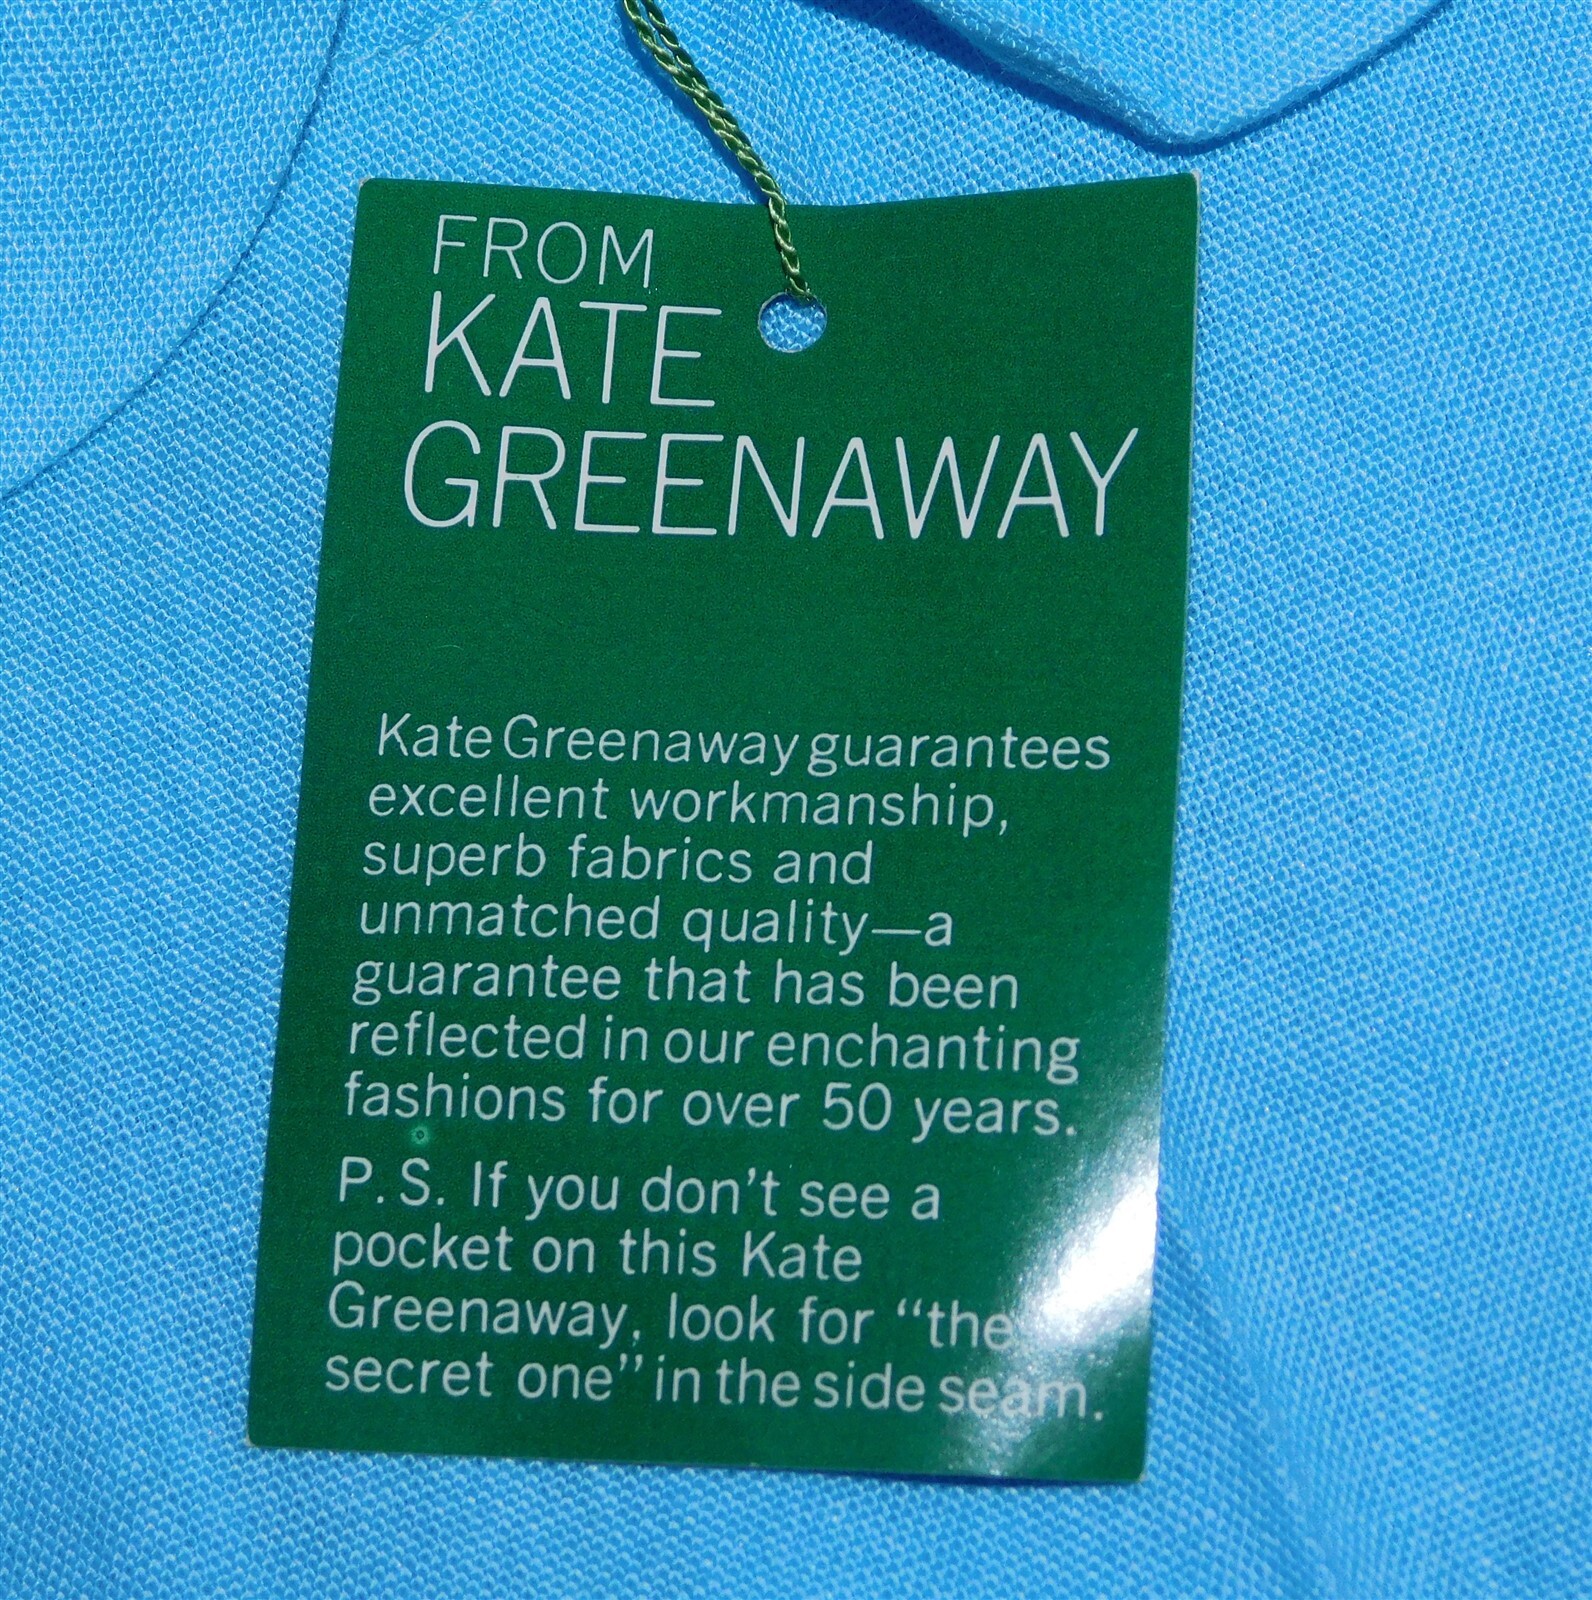 FROM
KATE
GREENAWAY
Kate Greenaway guarantees
excellent workmanship,
superb fabrics and
unmatched quality—a
guarantee that has been
reflected in our enchanting
fashions for over 50 years.
P.S. If you don't see a
pocket on this Kate
Greenaway, look for "the
secret one" in the side seam.